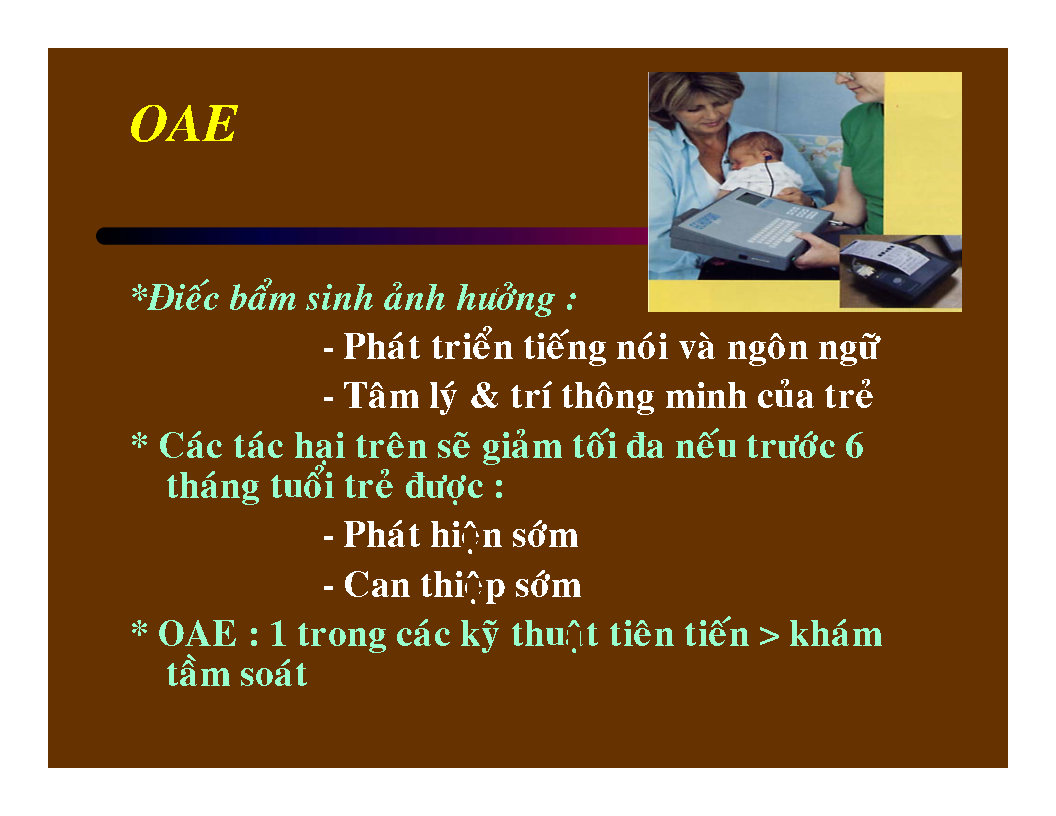 OAE
*Điếc bẩm sinh ảnh hưởng :
- Phát triển tiếng nói và ngôn ngữ
- Tâm lý & trí thông minh của trẻ
* Các tác hại trên sẽ giảm tối đa nếu trước 6
tháng tuổi trẻ được :
- Phát hiện sớm
- Can thiệp sớm
* OAE : 1 trong các kỹ thuật tiên tiến > khám
tầm soát